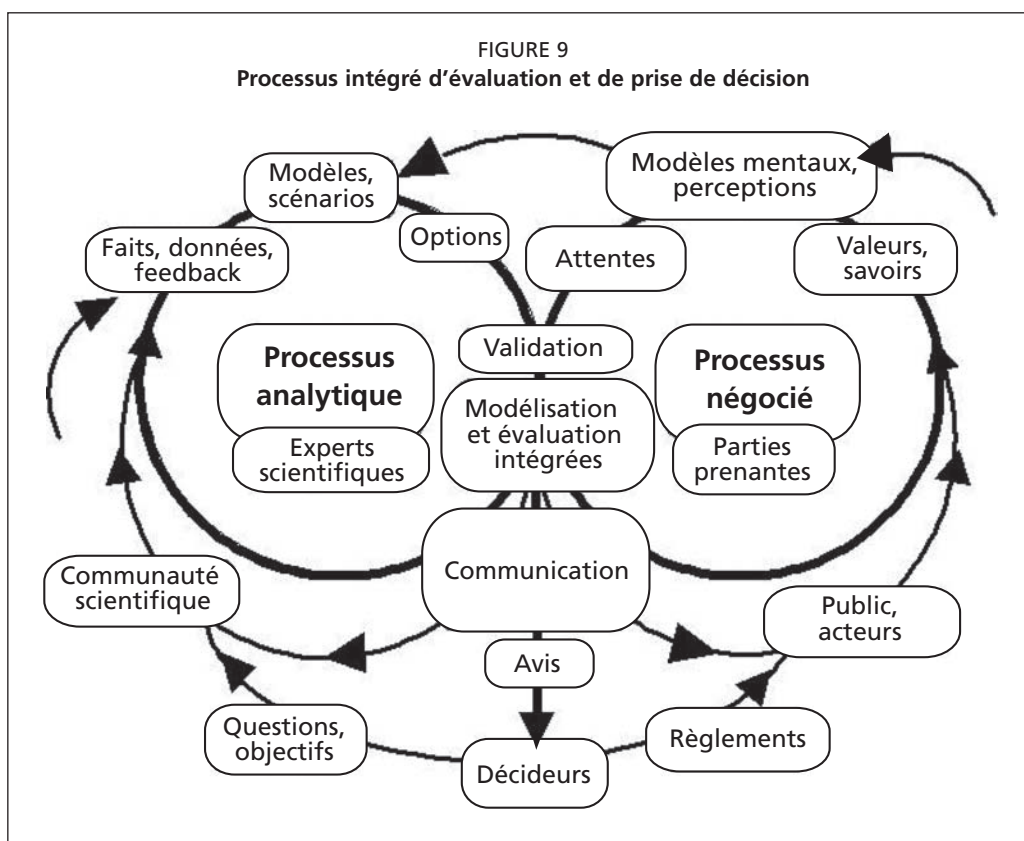 FIGURE 9
Processus intégré d'évaluation et de prise de décision
Modèles,
scénarios
Modèles mentaux,
perceptions
Faits, données,
feedback
Options
Attentes
Valeurs,
savoirs
Validation
Processus
analytique
Processus
négocié
Modélisation
et évaluation
intégrées
Experts
scientifiques
Parties
prenantes
Communication
Communauté
scientifique
Public,
acteurs
Avis
Questions,
objectifs
Règlements
Décideurs